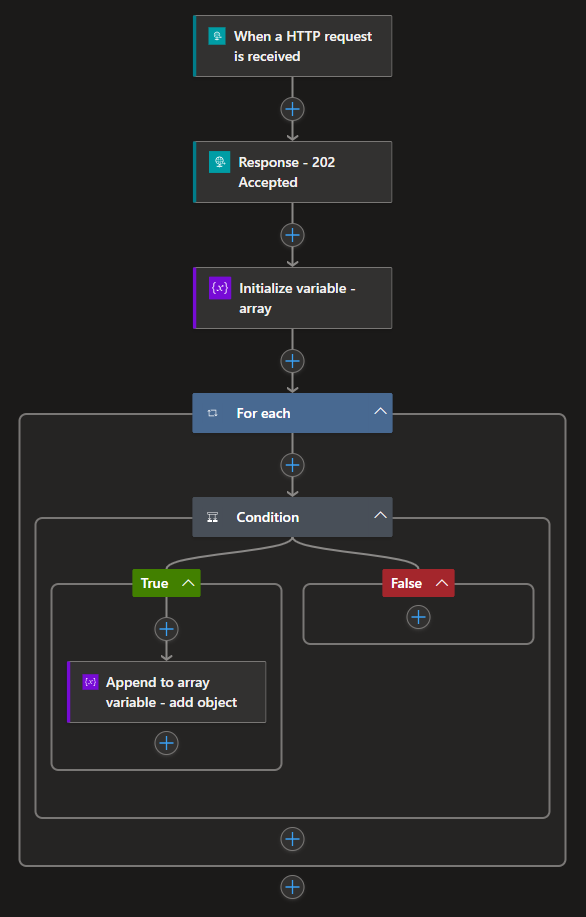 When a HTTP request
is received
Response - 202
Accepted
{x}
Initialize variable -
array
For each
Condition
True
False
{x}
Append to array
variable - add object